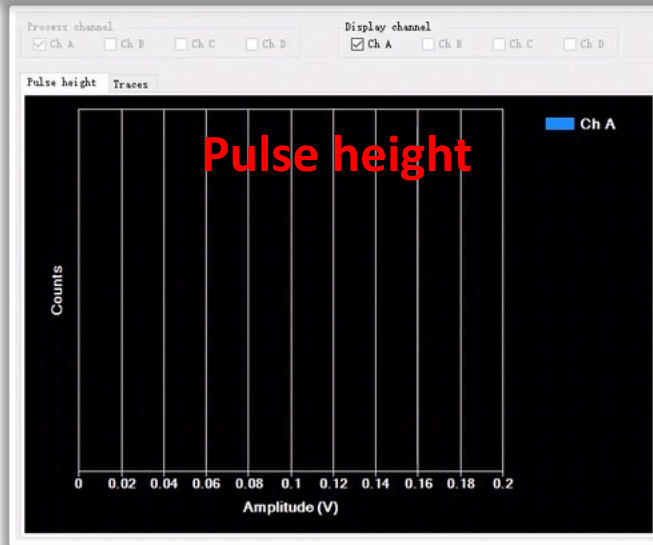 Process channel
Ch A Ch B Ch C Ch D
Display channel
Ch A Ch B Ch C Ch D
Pulse height Traces
Ch A
Pulse height
Counts
0 0.02 0.04 0.06 0.08 0.1 0.12 0.14 0.16 0.18 0.2
Amplitude (V)